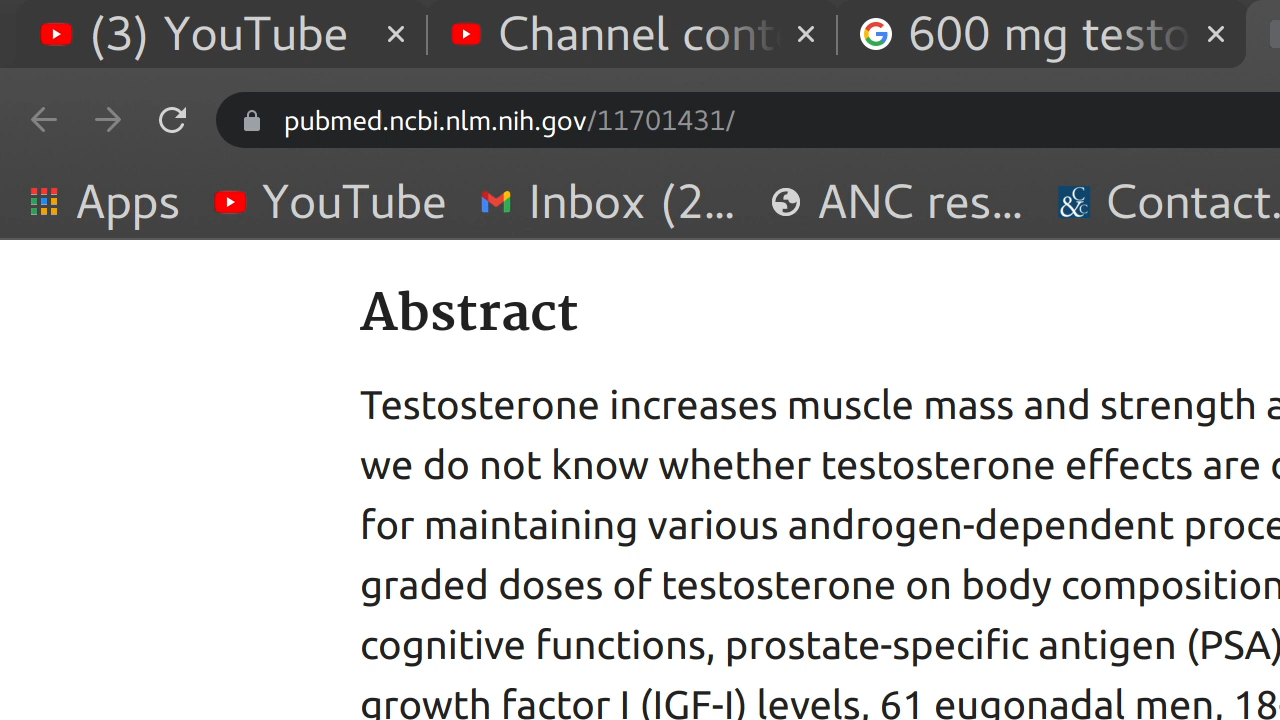 (3) YouTube
Channel cont
600 mg testo
pubmed.ncbi.nlm.nih.gov/11701431/
Apps
YouTube
Inbox (2...
ANC res...
Contact.
Abstract
Testosterone increases muscle mass and strength a
we do not know whether testosterone effects are
for maintaining various androgen-dependent proce
graded doses of testosterone on body composition
cognitive functions, prostate-specific antigen (PSA)
growth factor I (IGF-I) levels, 61 eugonadal men, 18